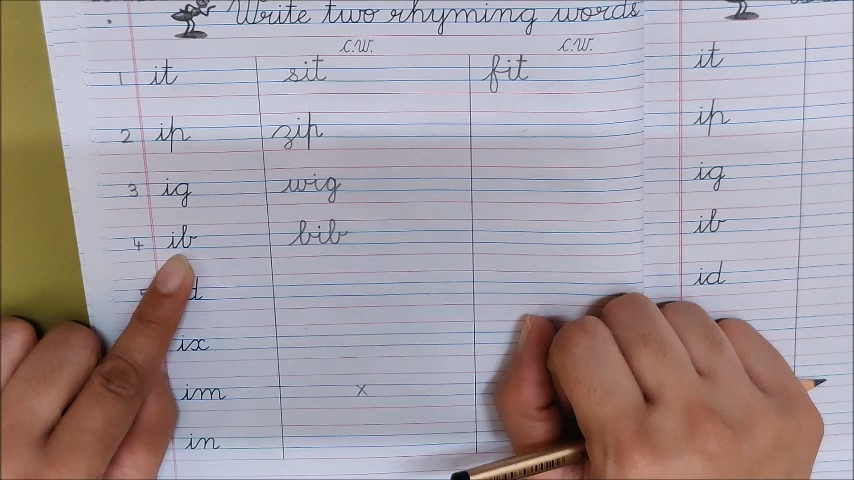 Write two rhyming words
c.w. c.w.
1 it sit fit it
2 ip zip ip
3 ig wig ig
4 ib bib ib
id
ix
im x
in